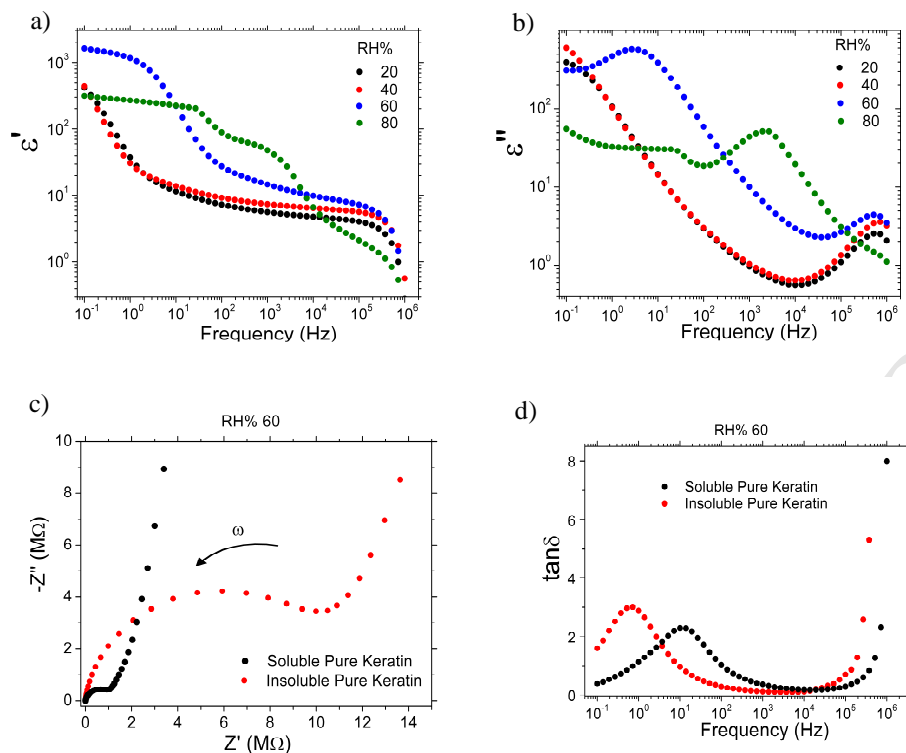 a)
RH%
20
40
60
80
10³
10²
10¹
10⁰
ε'
10⁻¹ 10⁰ 10¹ 10² 10³ 10⁴ 10⁵ 10⁶
Frequency (Hz)
b)
RH%
20
40
60
80
10²
10¹
10⁰
ε''
10⁻¹ 10⁰ 10¹ 10² 10³ 10⁴ 10⁵ 10⁶
Frequency (Hz)
c)
RH% 60
10
8
6
4
2
0
-Z'' (MΩ)
ω
Soluble Pure Keratin
Insoluble Pure Keratin
0 2 4 6 8 10 12 14
Z' (MΩ)
d)
RH% 60
8
6
4
2
0
tanδ
Soluble Pure Keratin
Insoluble Pure Keratin
10⁻¹ 10⁰ 10¹ 10² 10³ 10⁴ 10⁵ 10⁶
Frequency (Hz)